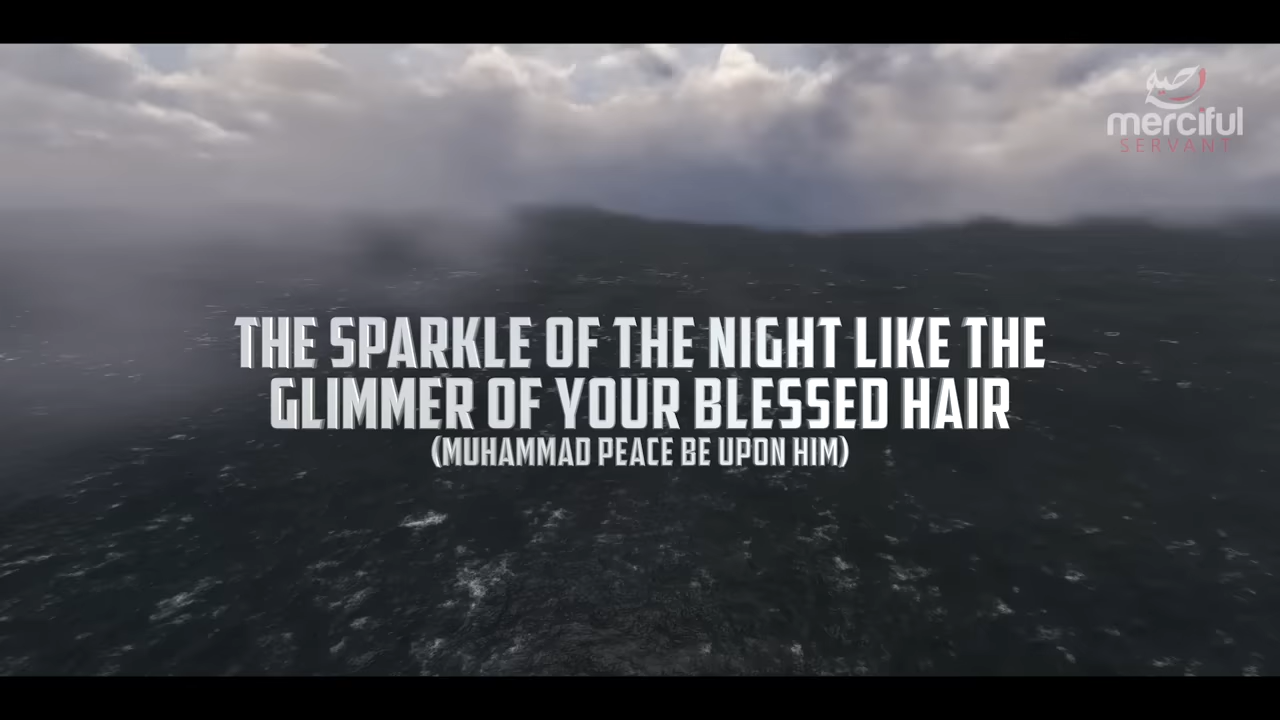 merciful
SERVANT
THE SPARKLE OF THE NIGHT LIKE THE
GLIMMER OF YOUR BLESSED HAIR
(MUHAMMAD PEACE BE UPON HIM)